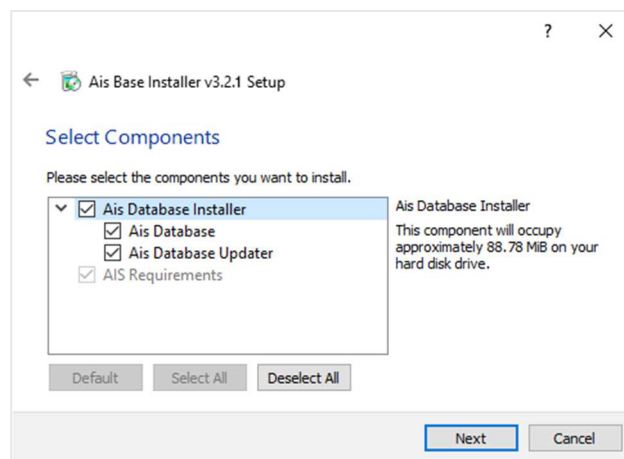 ?
Ais Base Installer v3.2.1 Setup
Select Components
Please select the components you want to install.
Ais Database Installer
Ais Database
Ais Database Updater
AIS Requirements
Ais Database Installer
This component will occupy
approximately 88.78 MiB on your
hard disk drive.
Default Select All Deselect All
Next Cancel